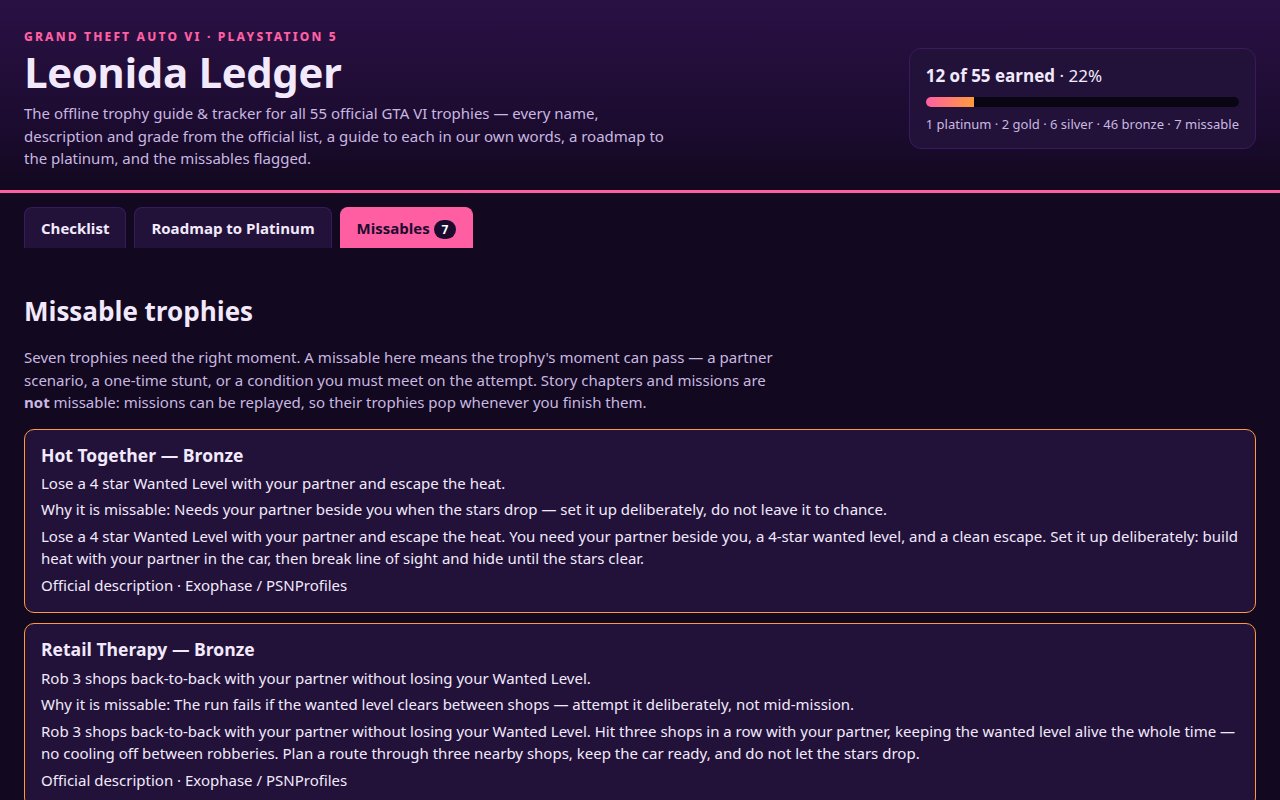 GRAND THEFT AUTO VI · PLAYSTATION 5
Leonida Ledger
The offline trophy guide & tracker for all 55 official GTA VI trophies — every name,
description and grade from the official list, a guide to each in our own words, a roadmap to
the platinum, and the missables flagged.
12 of 55 earned · 22%
1 platinum · 2 gold · 6 silver · 46 bronze · 7 missable
Checklist
Roadmap to Platinum
Missables 7
Missable trophies
Seven trophies need the right moment. A missable here means the trophy's moment can pass — a partner
scenario, a one-time stunt, or a condition you must meet on the attempt. Story chapters and missions are
not missable: missions can be replayed, so their trophies pop whenever you finish them.
Hot Together — Bronze
Lose a 4 star Wanted Level with your partner and escape the heat.
Why it is missable: Needs your partner beside you when the stars drop — set it up deliberately, do not leave it to chance.
Lose a 4 star Wanted Level with your partner and escape the heat. You need your partner beside you, a 4-star wanted level, and a clean escape. Set it up deliberately: build
heat with your partner in the car, then break line of sight and hide until the stars clear.
Official description · Exophase / PSNProfiles
Retail Therapy — Bronze
Rob 3 shops back-to-back with your partner without losing your Wanted Level.
Why it is missable: The run fails if the wanted level clears between shops — attempt it deliberately, not mid-mission.
Rob 3 shops back-to-back with your partner without losing your Wanted Level. Hit three shops in a row with your partner, keeping the wanted level alive the whole time —
no cooling off between robberies. Plan a route through three nearby shops, keep the car ready, and do not let the stars drop.
Official description · Exophase / PSNProfiles